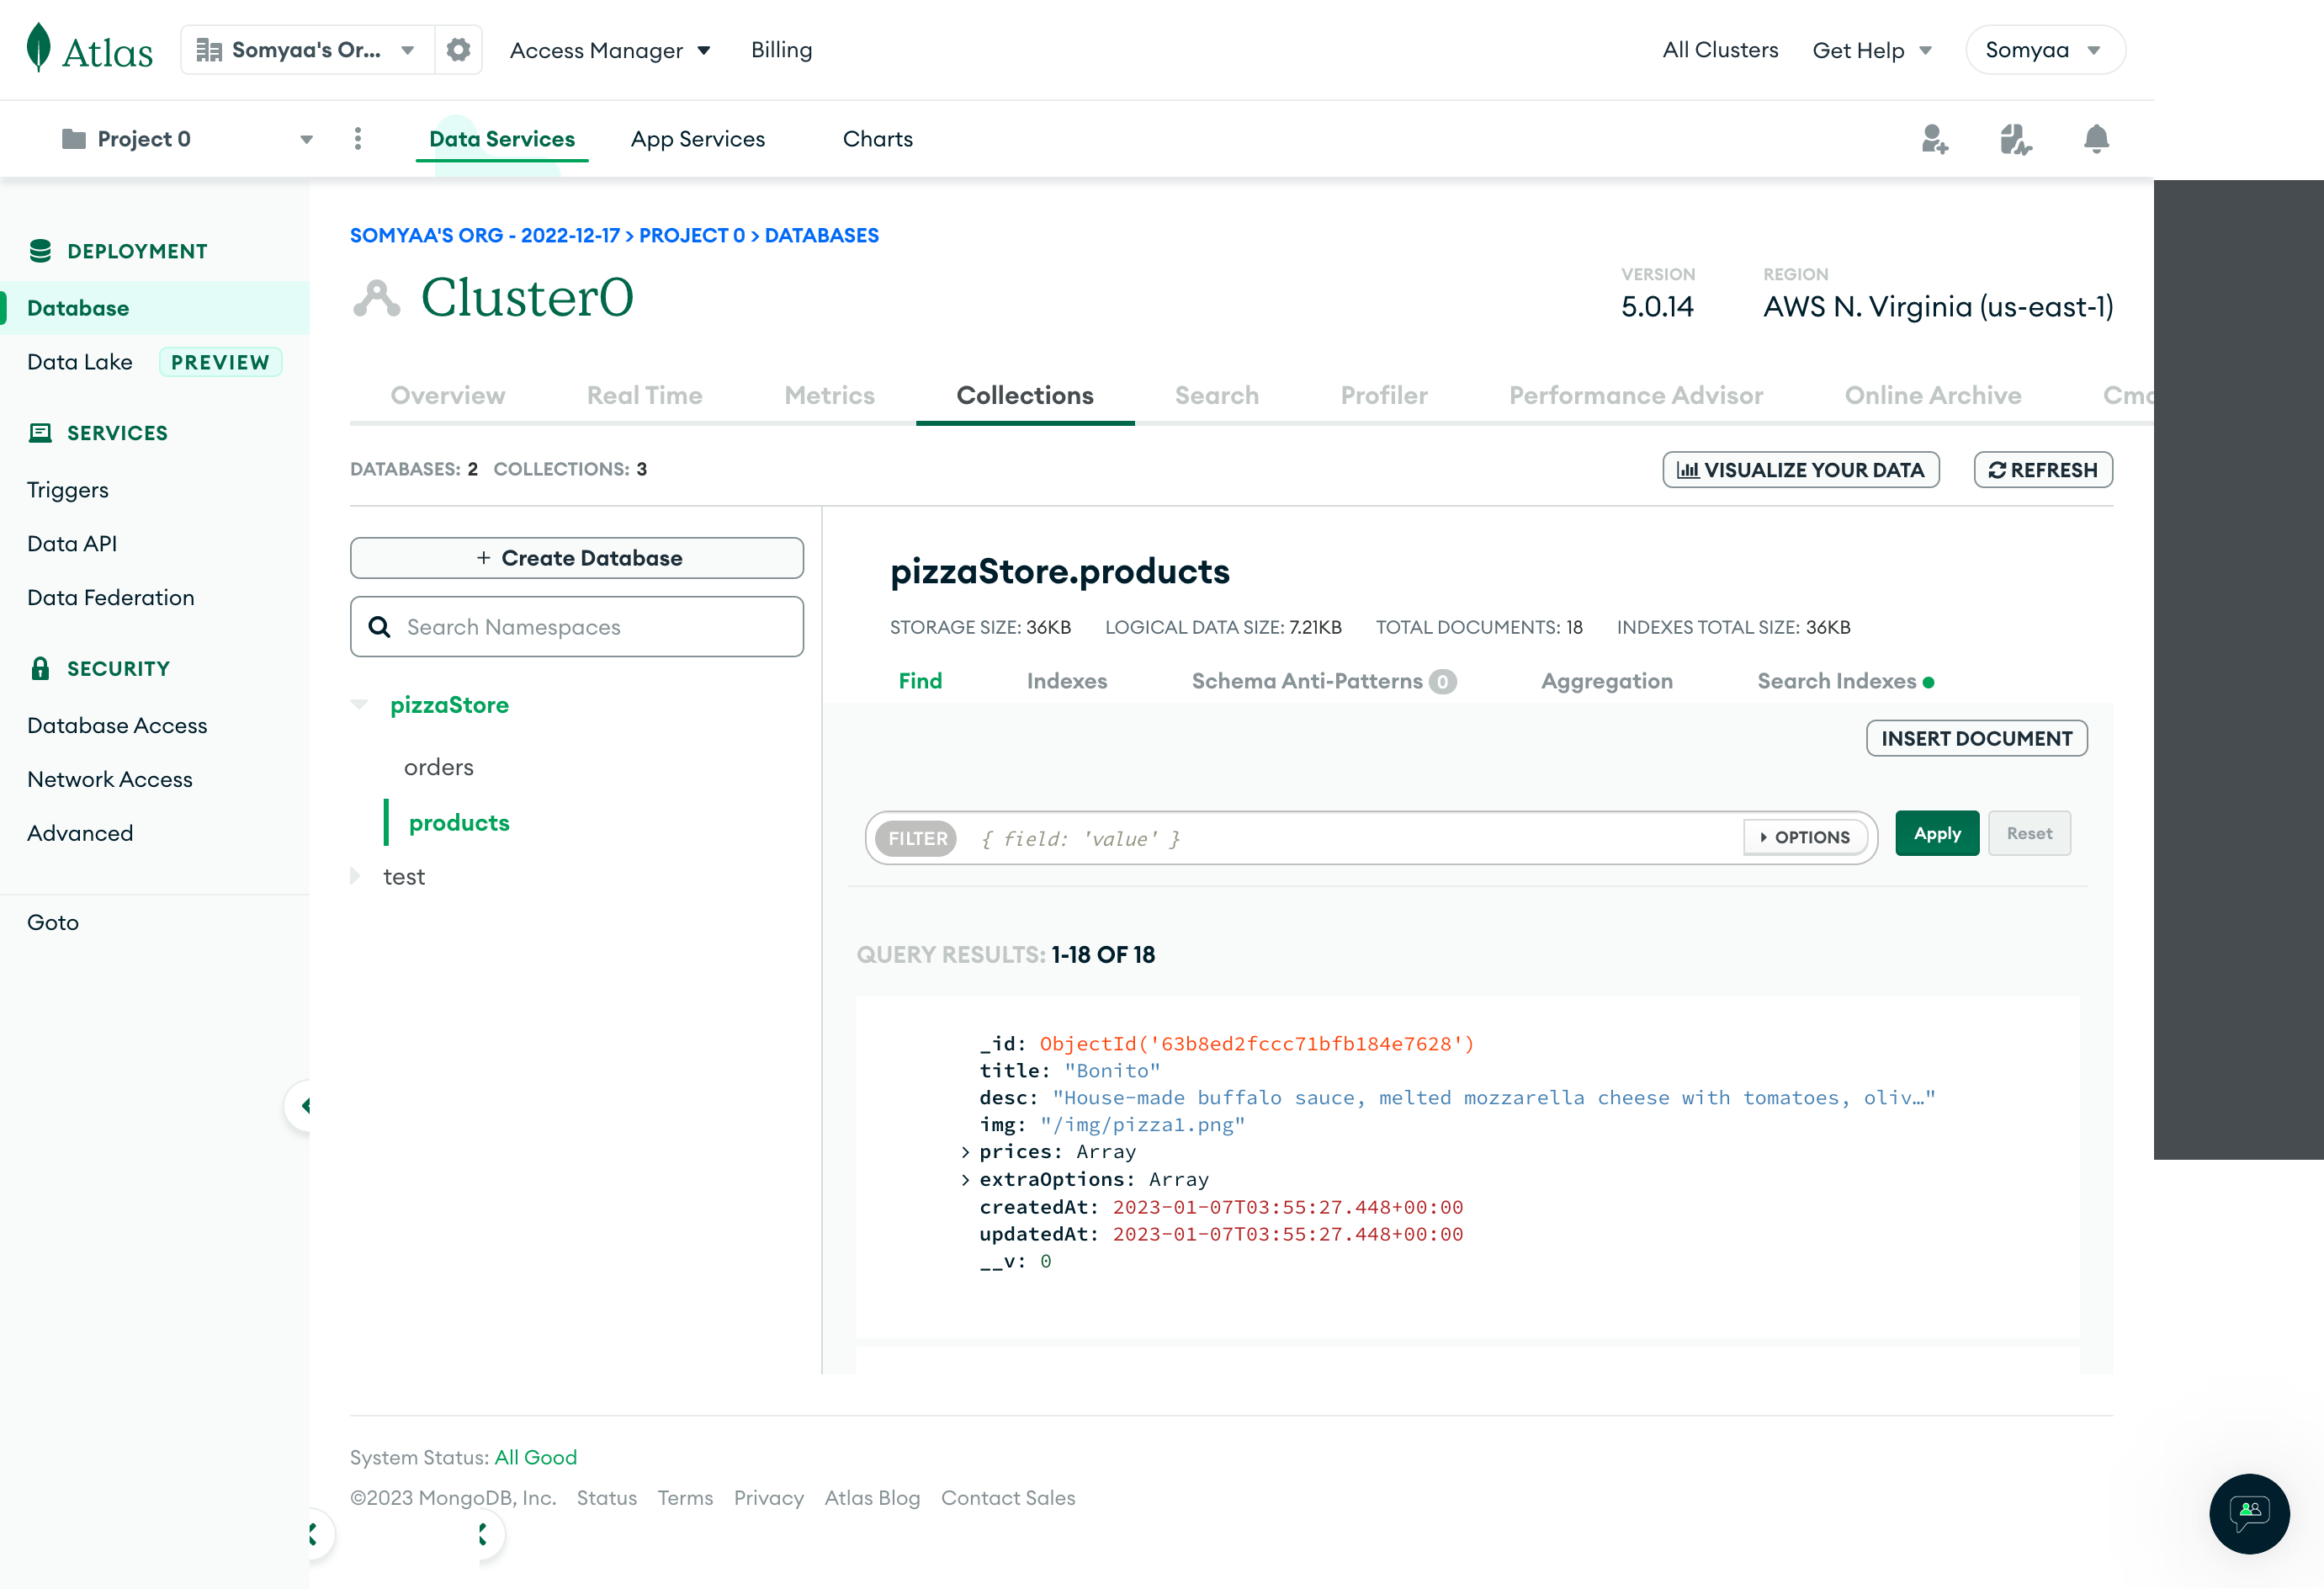 Atlas
Somyaa's Or...
Access Manager
Billing
All Clusters
Get Help
Somyaa
Project 0
Data Services
App Services
Charts
DEPLOYMENT
Database
Data Lake PREVIEW
SERVICES
Triggers
Data API
Data Federation
SECURITY
Database Access
Network Access
Advanced
Goto
SOMYAA'S ORG - 2022-12-17 > PROJECT 0 > DATABASES
Cluster0
VERSION
5.0.14
REGION
AWS N. Virginia (us-east-1)
Overview
Real Time
Metrics
Collections
Search
Profiler
Performance Advisor
Online Archive
Cmd
DATABASES: 2 COLLECTIONS: 3
VISUALIZE YOUR DATA
REFRESH
+ Create Database
Search Namespaces
pizzaStore
orders
products
test
pizzaStore.products
STORAGE SIZE: 36KB LOGICAL DATA SIZE: 7.21KB TOTAL DOCUMENTS: 18 INDEXES TOTAL SIZE: 36KB
Find
Indexes
Schema Anti-Patterns 0
Aggregation
Search Indexes
INSERT DOCUMENT
FILTER { field: 'value' }
OPTIONS
Apply
Reset
QUERY RESULTS: 1-18 OF 18
_id: ObjectId('63b8ed2fccc71bfb184e7628')
title: "Bonito"
desc: "House-made buffalo sauce, melted mozzarella cheese with tomatoes, oliv…"
img: "/img/pizza1.png"
prices: Array
extraOptions: Array
createdAt: 2023-01-07T03:55:27.448+00:00
updatedAt: 2023-01-07T03:55:27.448+00:00
__v: 0
System Status: All Good
©2023 MongoDB, Inc. Status Terms Privacy Atlas Blog Contact Sales